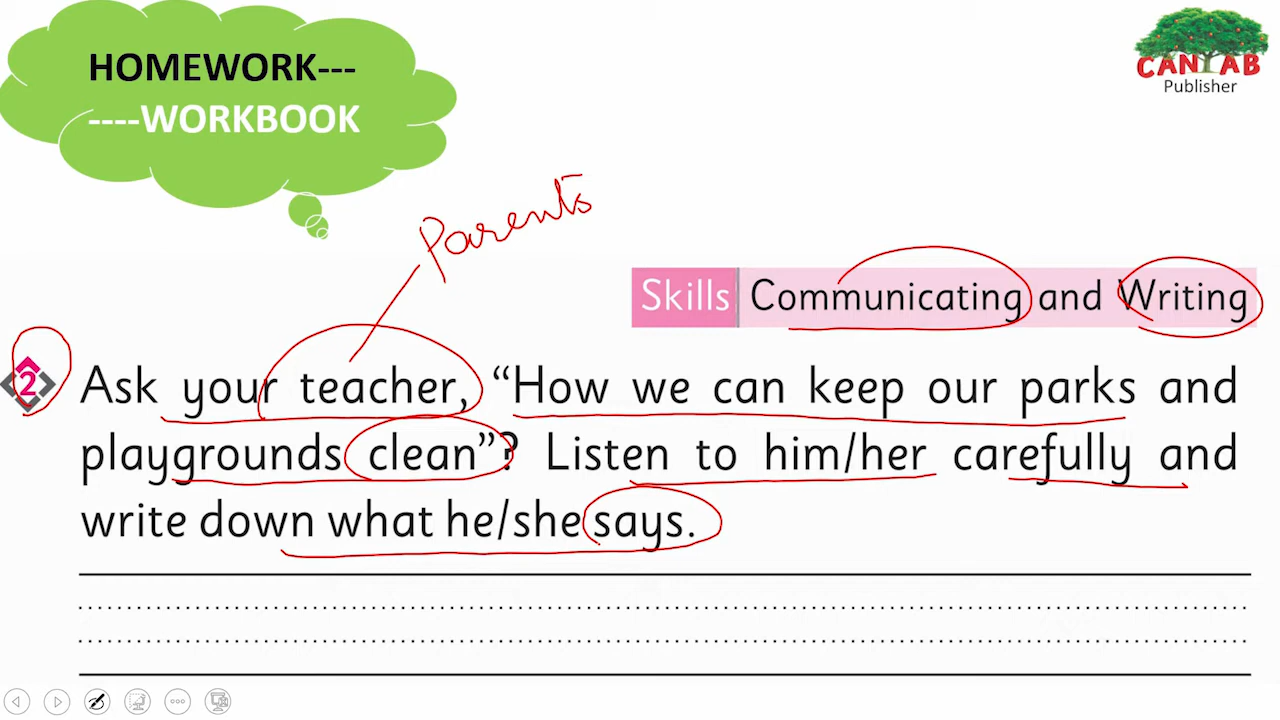 HOMEWORK---
----WORKBOOK
CANTAB
Publisher
Parents
Skills Communicating and Writing
2 Ask your teacher, “How we can keep our parks and
playgrounds clean”? Listen to him/her carefully and
write down what he/she says.